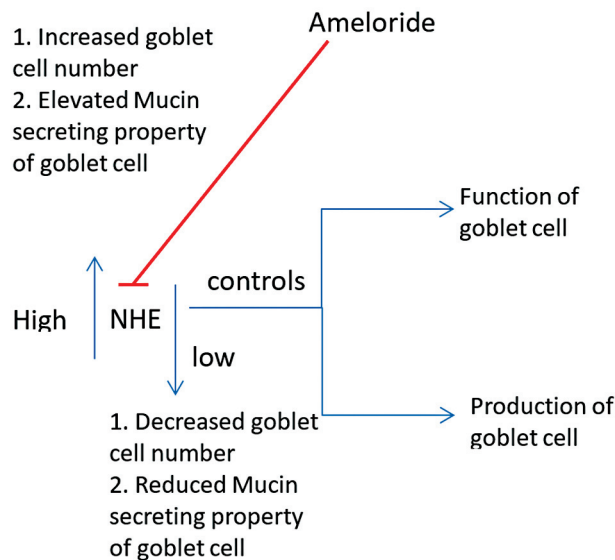 1. Increased goblet
cell number
2. Elevated Mucin
secreting property
of goblet cell
Ameloride
Function of
goblet cell
controls
High
NHE
low
Production of
goblet cell
1. Decreased goblet
cell number
2. Reduced Mucin
secreting property
of goblet cell